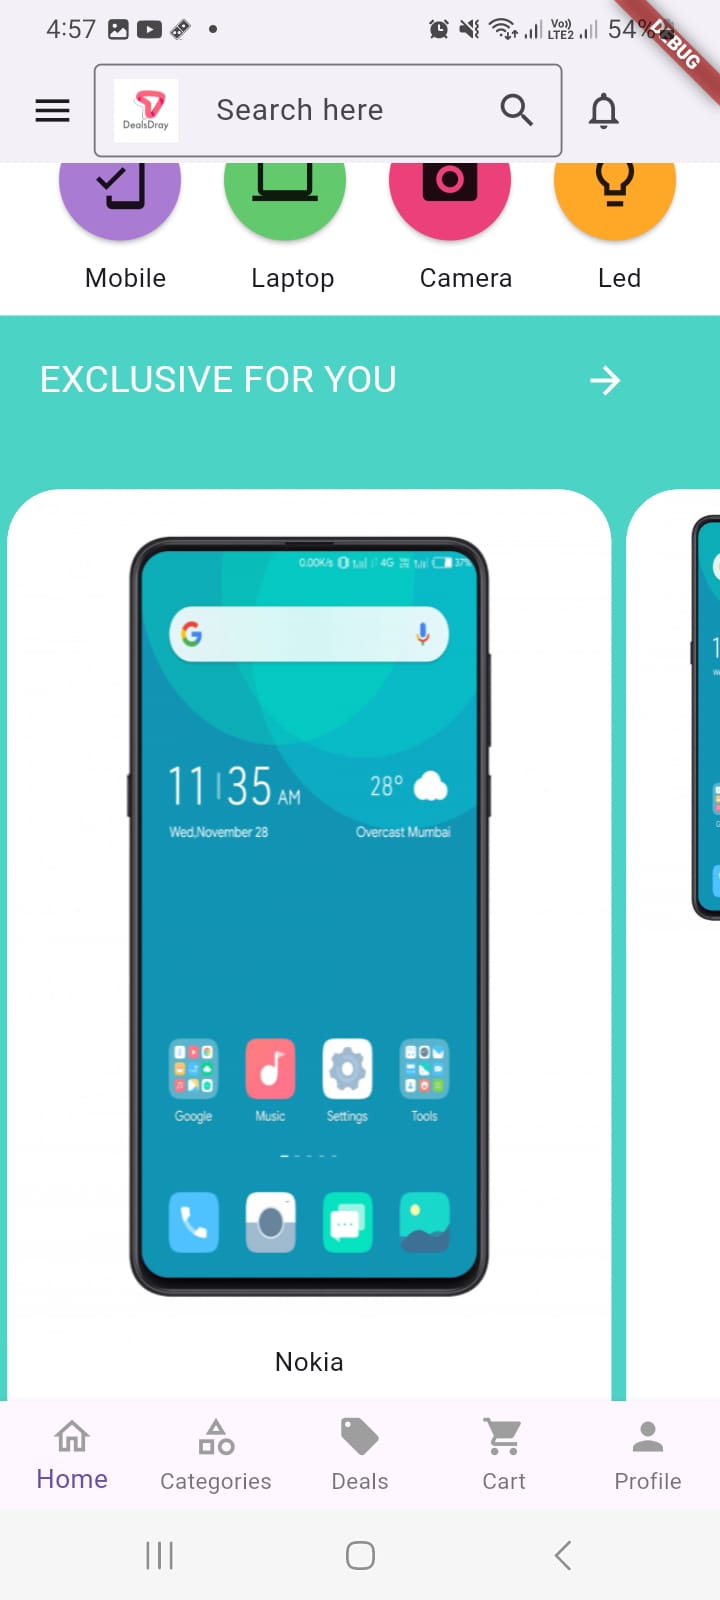 4:57 Vo) LTE2 54%
DEBUG
DealsDray Search here
Mobile Laptop Camera Led
EXCLUSIVE FOR YOU
0.00K/s 4G 37%
11:35 AM 28°
Wed,November 28 Overcast Mumbai
Google Music Settings Tools
Nokia
Home Categories Deals Cart Profile